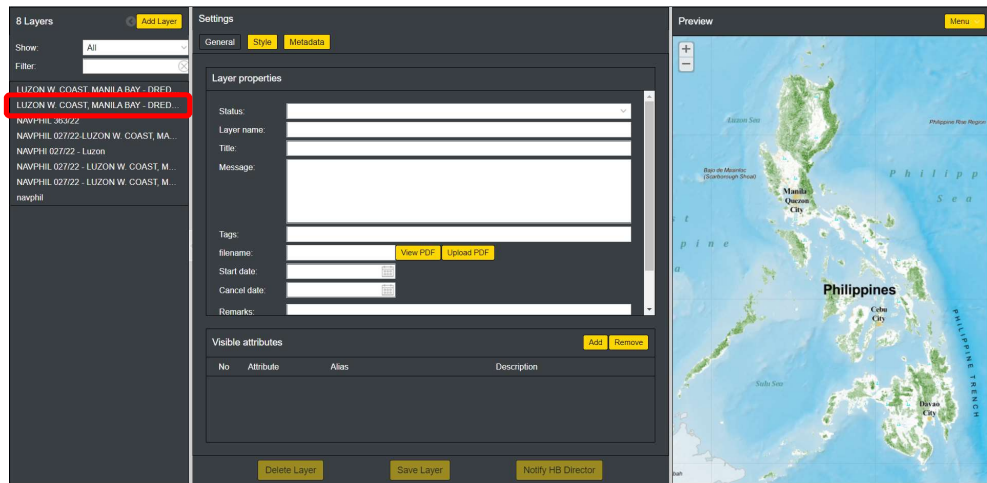 8 Layers
Add Layer
Show:
All
Filter:
LUZON W. COAST, MANILA BAY - DRED...
LUZON W. COAST, MANILA BAY - DRED...
NAVPHIL 363/22
NAVPHIL 027/22-LUZON W. COAST, MA...
NAVPHI 027/22 - Luzon
NAVPHIL 027/22 - LUZON W. COAST, M...
NAVPHIL 027/22 - LUZON W. COAST, M...
navphil
Settings
General
Style
Metadata
Layer properties
Status:
Layer name:
Title:
Message:
Tags:
filename:
View PDF
Upload PDF
Start date:
Cancel date:
Remarks:
Visible attributes
Add
Remove
No
Attribute
Alias
Description
Delete Layer
Save Layer
Notify HB Director
Preview
Menu
+
−
Luzon Sea
Philippine Rise Region
Bajo de Masinloc
(Scarborough Shoal)
Philipp
Sea
Manila
Quezon
City
t
pine
a
Philippines
Cebu
City
PHILIPPINE TRENCH
Sulu Sea
Davao
City
bah